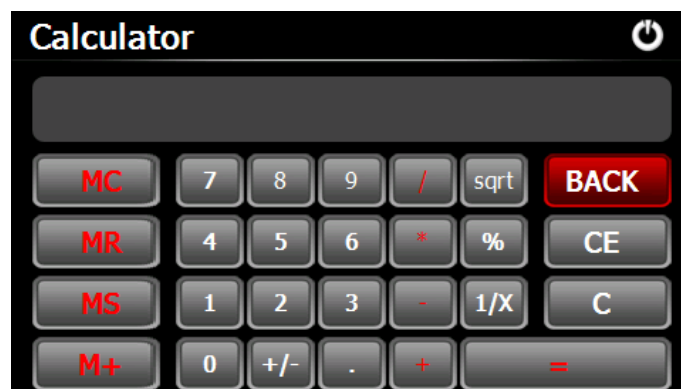 Calculator
MC 7 8 9 / sqrt BACK
MR 4 5 6 * % CE
MS 1 2 3 - 1/X C
M+ 0 +/- . + =